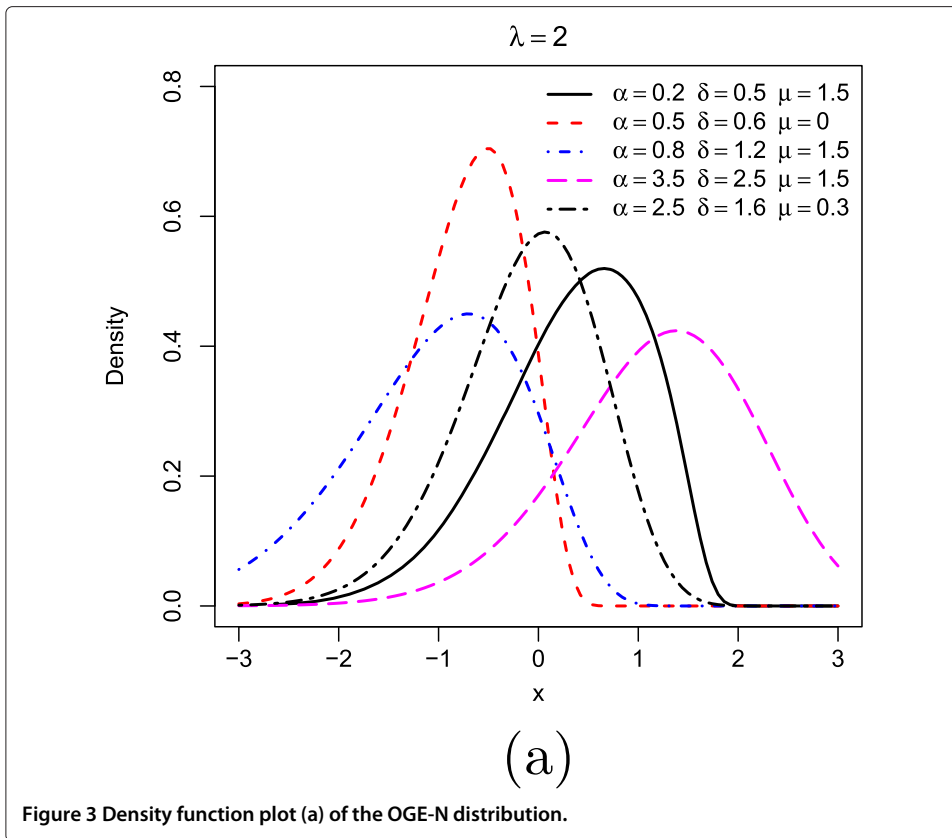 λ = 2
α = 0.2 δ = 0.5 μ = 1.5
α = 0.5 δ = 0.6 μ = 0
α = 0.8 δ = 1.2 μ = 1.5
α = 3.5 δ = 2.5 μ = 1.5
α = 2.5 δ = 1.6 μ = 0.3
Density
0.8
0.6
0.4
0.2
0.0
−3 −2 −1 0 1 2 3
x
(a)
Figure 3 Density function plot (a) of the OGE-N distribution.